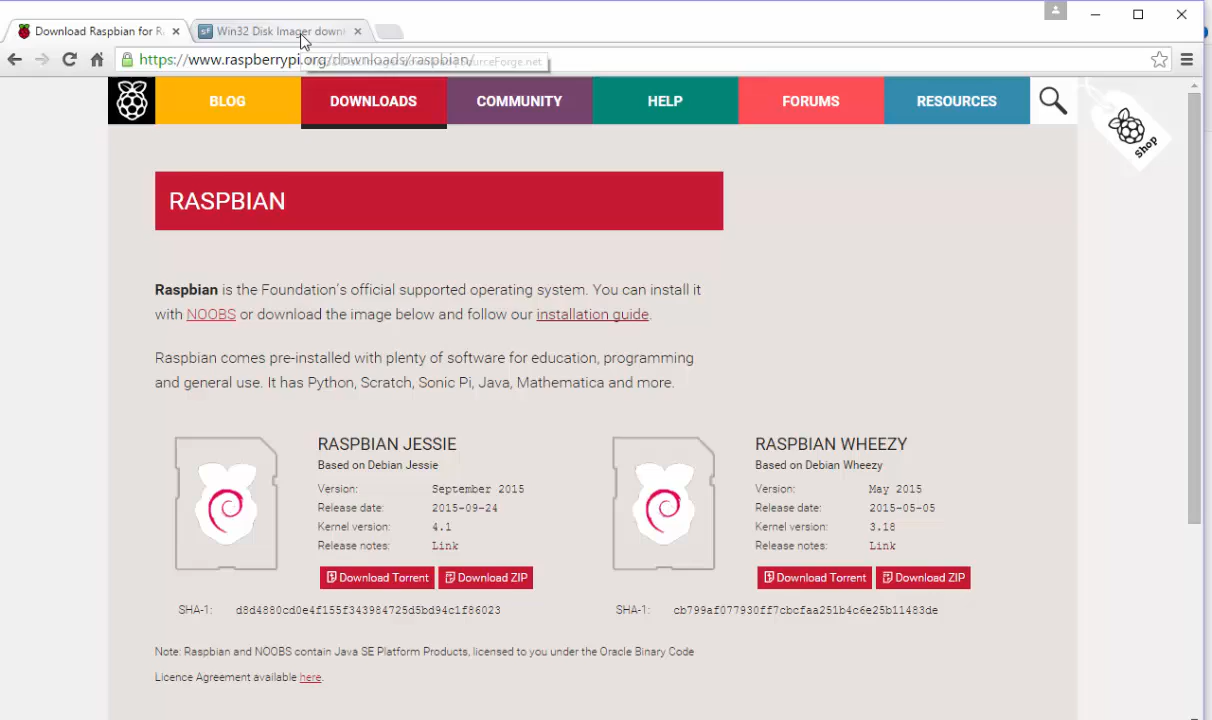 Download Raspbian for R
Win32 Disk Imager down
https://www.raspberrypi.org/downloads/raspbian/
SourceForge.net
BLOG
DOWNLOADS
COMMUNITY
HELP
FORUMS
RESOURCES
Shop
RASPBIAN
Raspbian is the Foundation's official supported operating system. You can install it
with NOOBS or download the image below and follow our installation guide.
Raspbian comes pre-installed with plenty of software for education, programming
and general use. It has Python, Scratch, Sonic Pi, Java, Mathematica and more.
RASPBIAN JESSIE
Based on Debian Jessie
Version: September 2015
Release date: 2015-09-24
Kernel version: 4.1
Release notes: Link
Download Torrent Download ZIP
SHA-1: d8d4880cd0e4f155f343984725d5bd94c1f86023
RASPBIAN WHEEZY
Based on Debian Wheezy
Version: May 2015
Release date: 2015-05-05
Kernel version: 3.18
Release notes: Link
Download Torrent Download ZIP
SHA-1: cb799af077930ff7cbcfaa251b4c6e25b11483de
Note: Raspbian and NOOBS contain Java SE Platform Products, licensed to you under the Oracle Binary Code
Licence Agreement available here.